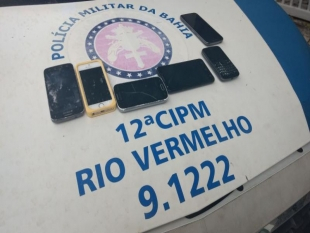 POLÍCIA MILITAR DA BAHIA
12ªCIPM
RIO VERMELHO
9.1222